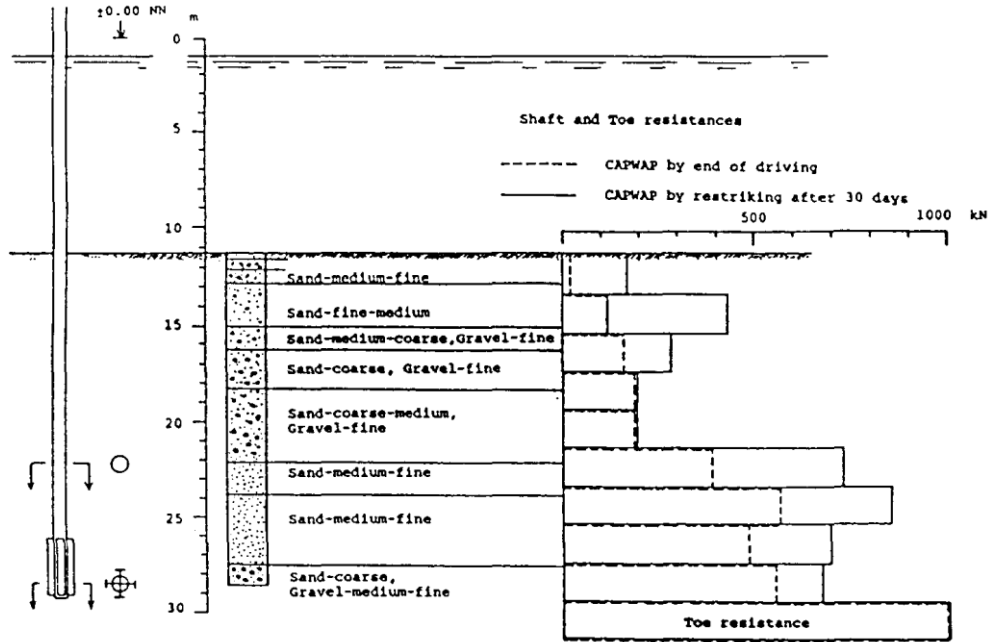 ±0.00 NN
m
0
5
10
15
20
25
30
Shaft and Toe resistances
CAPWAP by end of driving
CAPWAP by restriking after 30 days
500
1000
kN
Sand-medium-fine
Sand-fine-medium
Sand-medium-coarse,Gravel-fine
Sand-coarse, Gravel-fine
Sand-coarse-medium,
Gravel-fine
Sand-medium-fine
Sand-medium-fine
Sand-coarse,
Gravel-medium-fine
Toe resistance